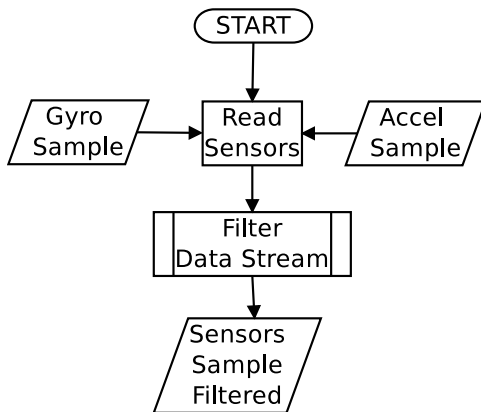 START
Gyro
Sample
Read
Sensors
Accel
Sample
Filter
Data Stream
Sensors
Sample
Filtered